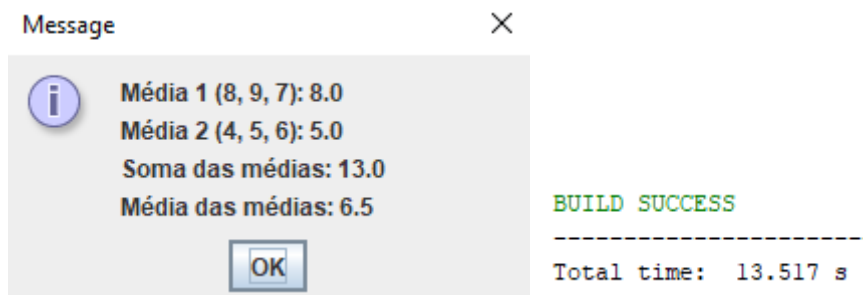 Message
Média 1 (8, 9, 7): 8.0
Média 2 (4, 5, 6): 5.0
Soma das médias: 13.0
Média das médias: 6.5
OK
BUILD SUCCESS
----------------------
Total time: 13.517 s